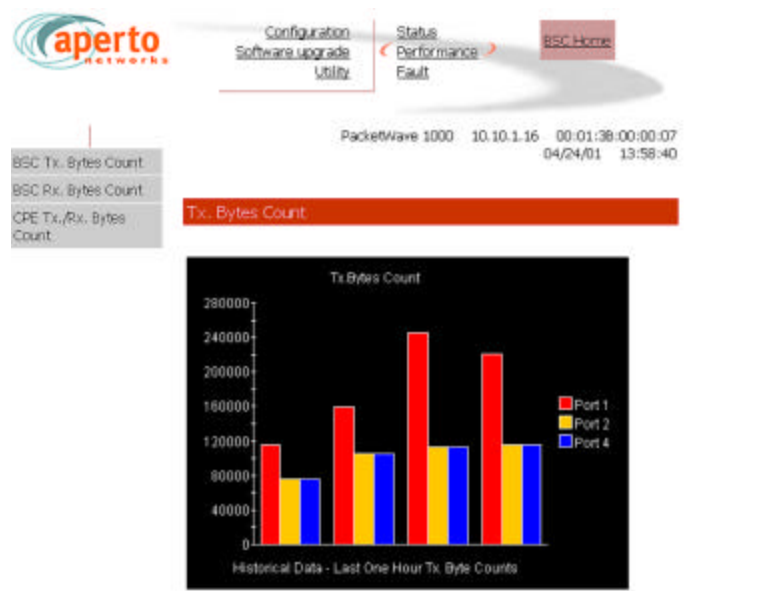 aperto
networks
Configuration
Software upgrade
Utility
Status
Performance
Fault
BSC Home
PacketWave 1000 10.10.1.16 00:01:3B:00:00:07
04/24/01 13:58:40
BSC Tx. Bytes Count
BSC Rx. Bytes Count
CPE Tx./Rx. Bytes
Count
Tx. Bytes Count
Tx.Bytes Count
280000
240000
200000
160000
120000
80000
40000
0
Port 1
Port 2
Port 4
Historical Data - Last One Hour Tx. Byte Counts